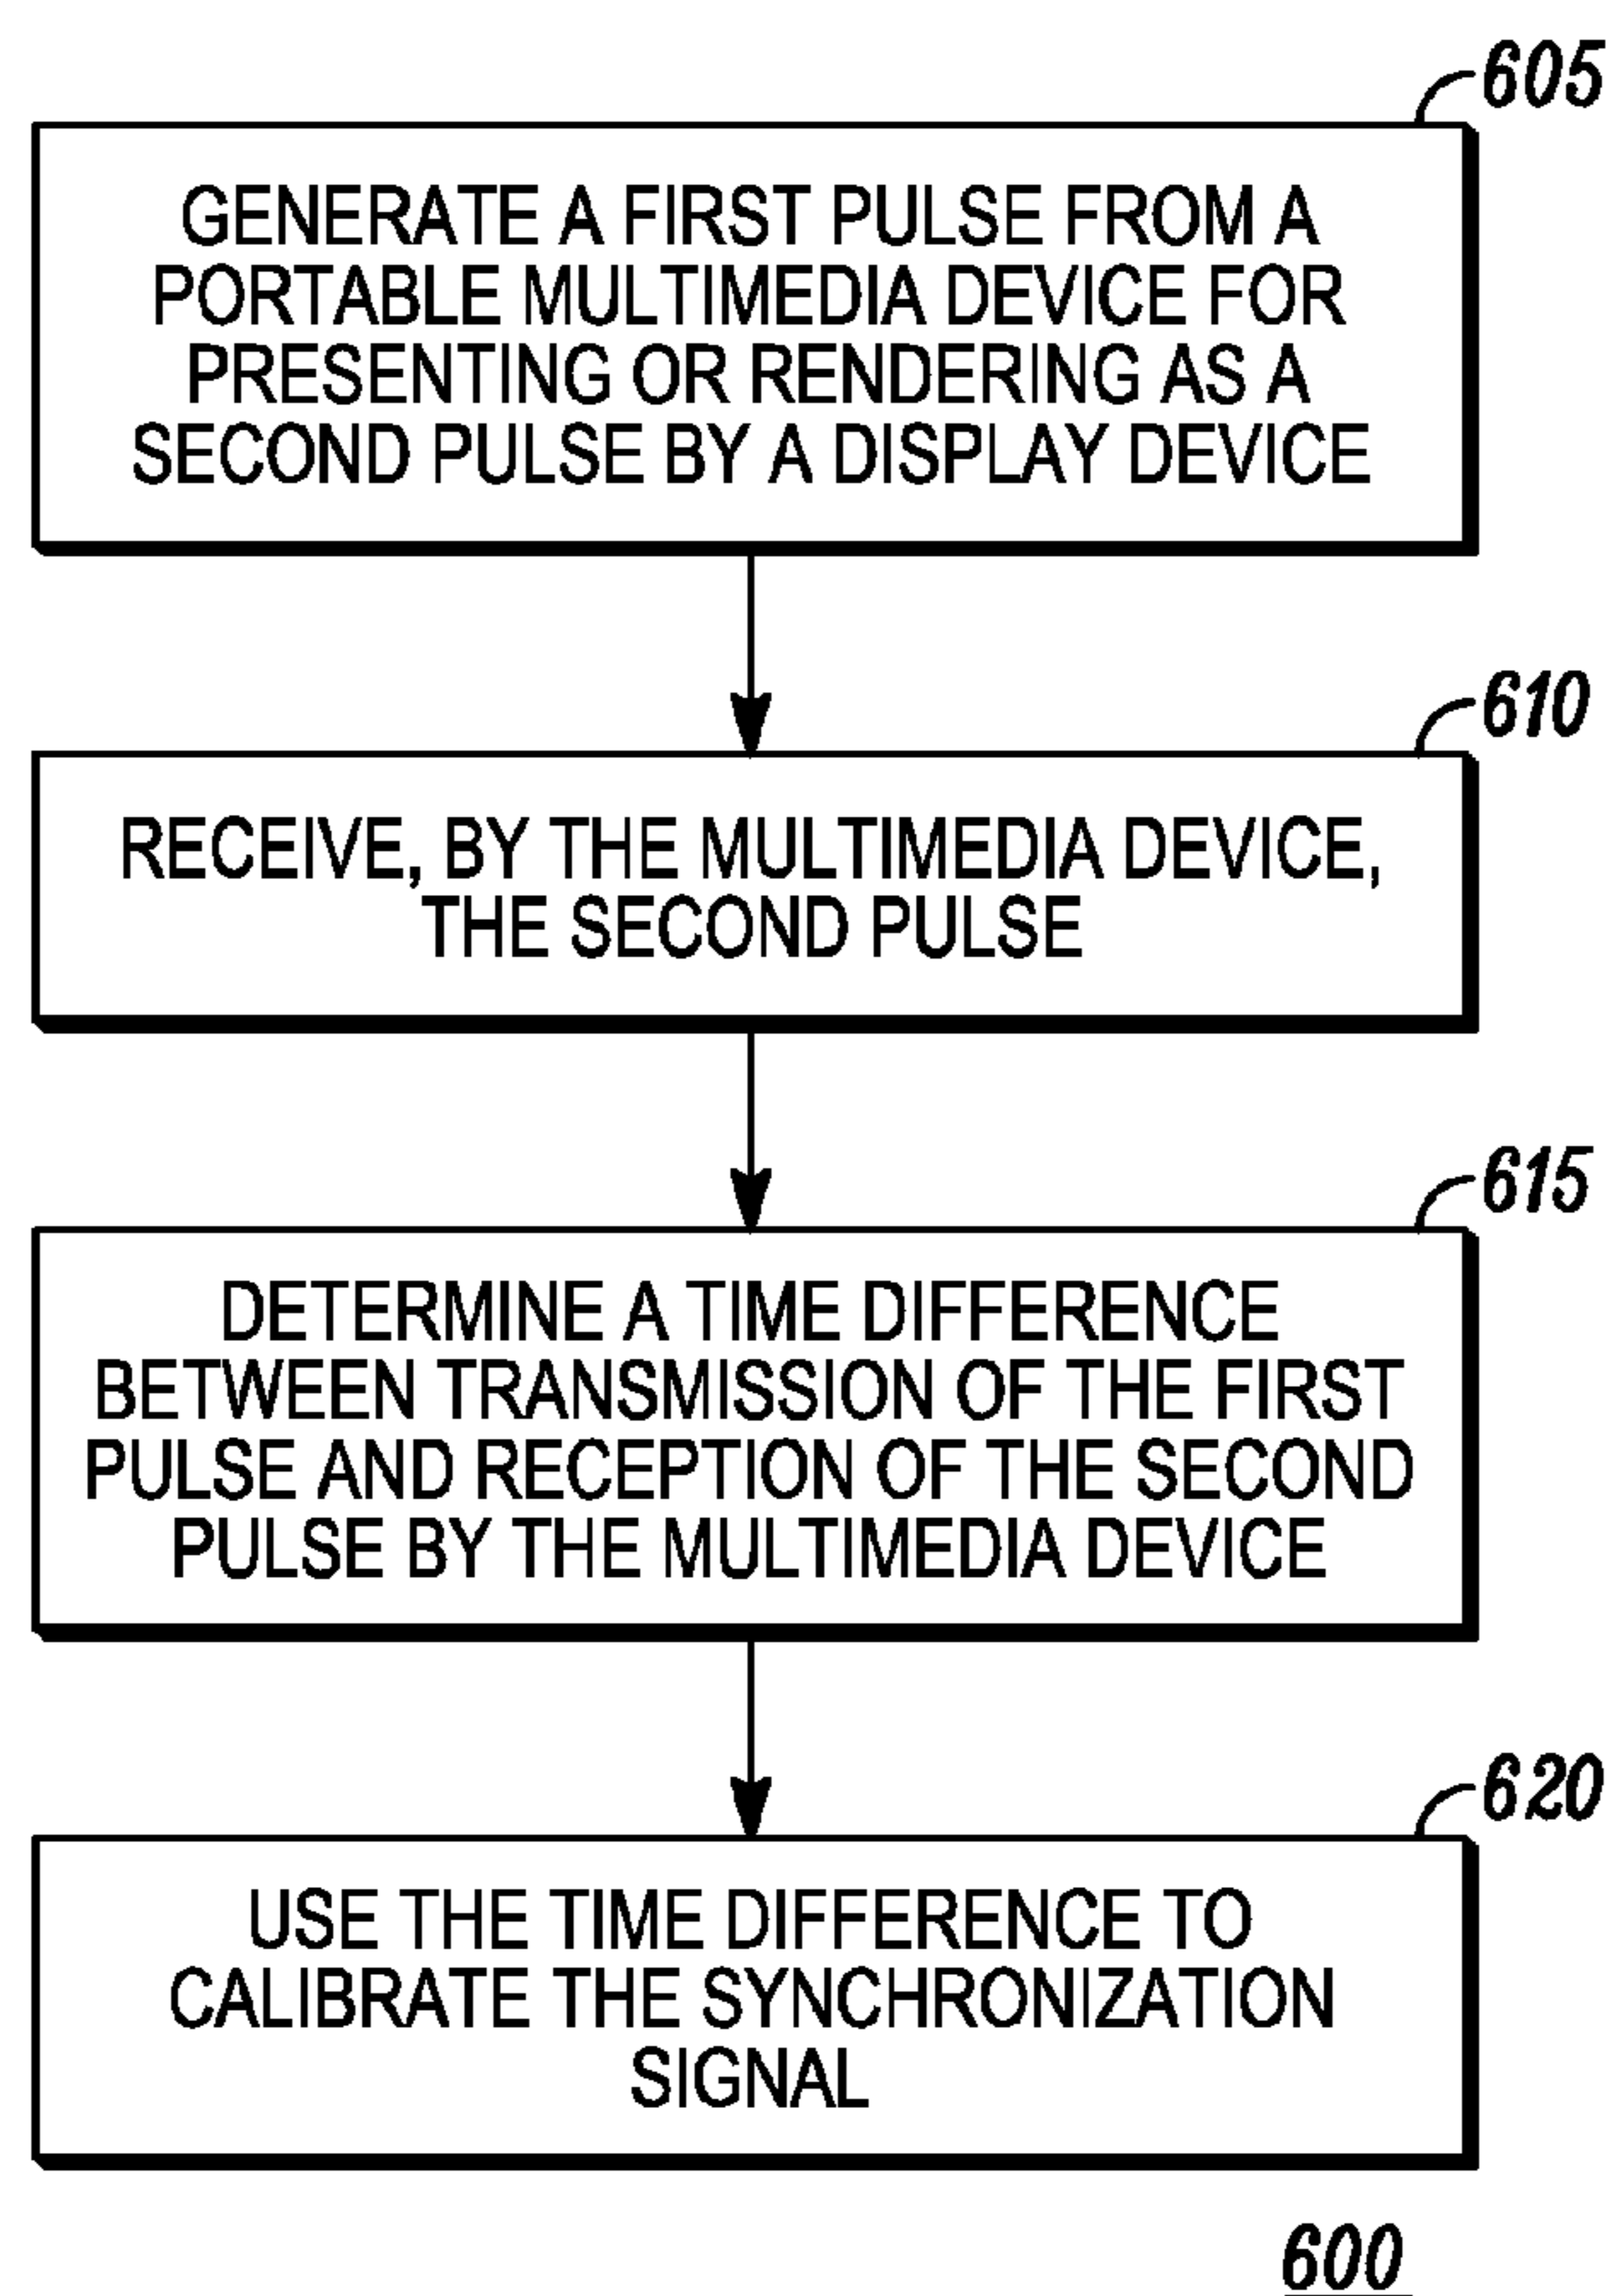 605
GENERATE A FIRST PULSE FROM A
PORTABLE MULTIMEDIA DEVICE FOR
PRESENTING OR RENDERING AS A
SECOND PULSE BY A DISPLAY DEVICE
610
RECEIVE, BY THE MULTIMEDIA DEVICE,
THE SECOND PULSE
615
DETERMINE A TIME DIFFERENCE
BETWEEN TRANSMISSION OF THE FIRST
PULSE AND RECEPTION OF THE SECOND
PULSE BY THE MULTIMEDIA DEVICE
620
USE THE TIME DIFFERENCE TO
CALIBRATE THE SYNCHRONIZATION
SIGNAL
600